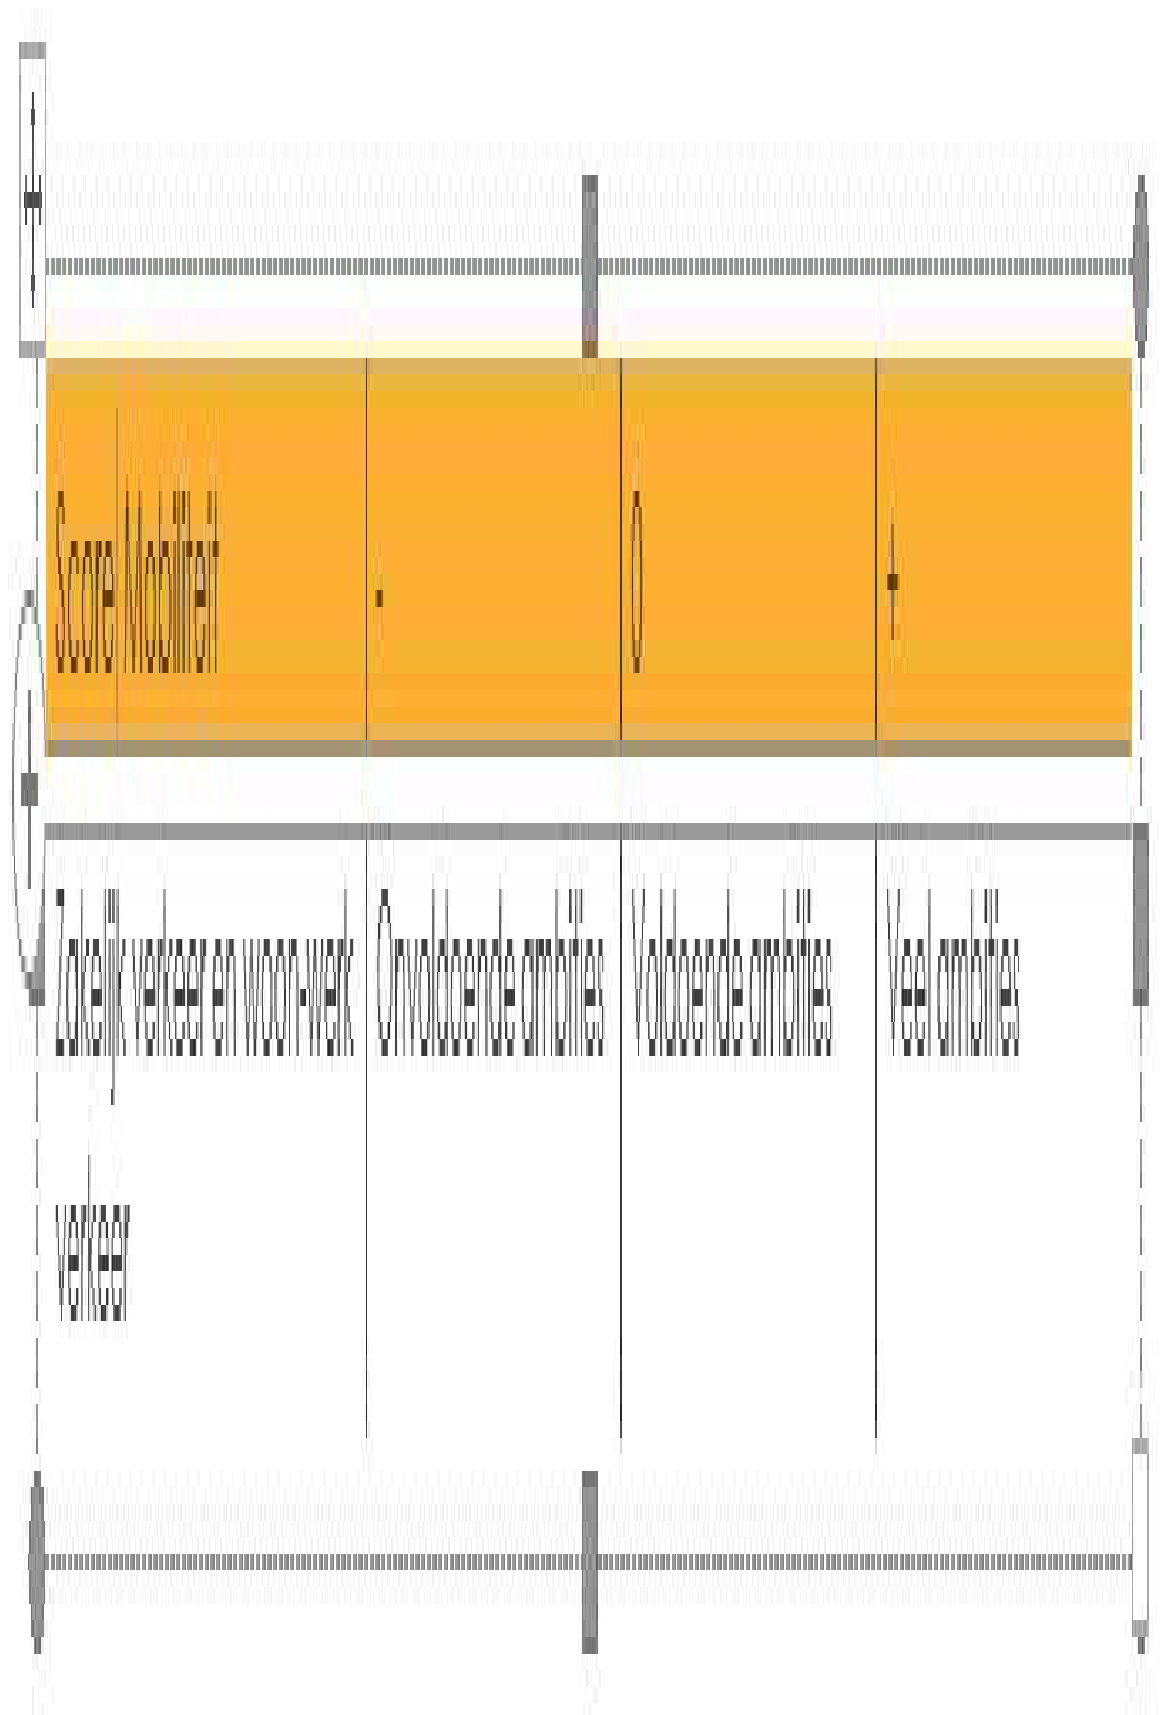 Score Mobiliteit - 0 +
Zakelijk verkeer en woon-werk Onvoldoende ambities Voldoende ambities Veel ambities
verkeer